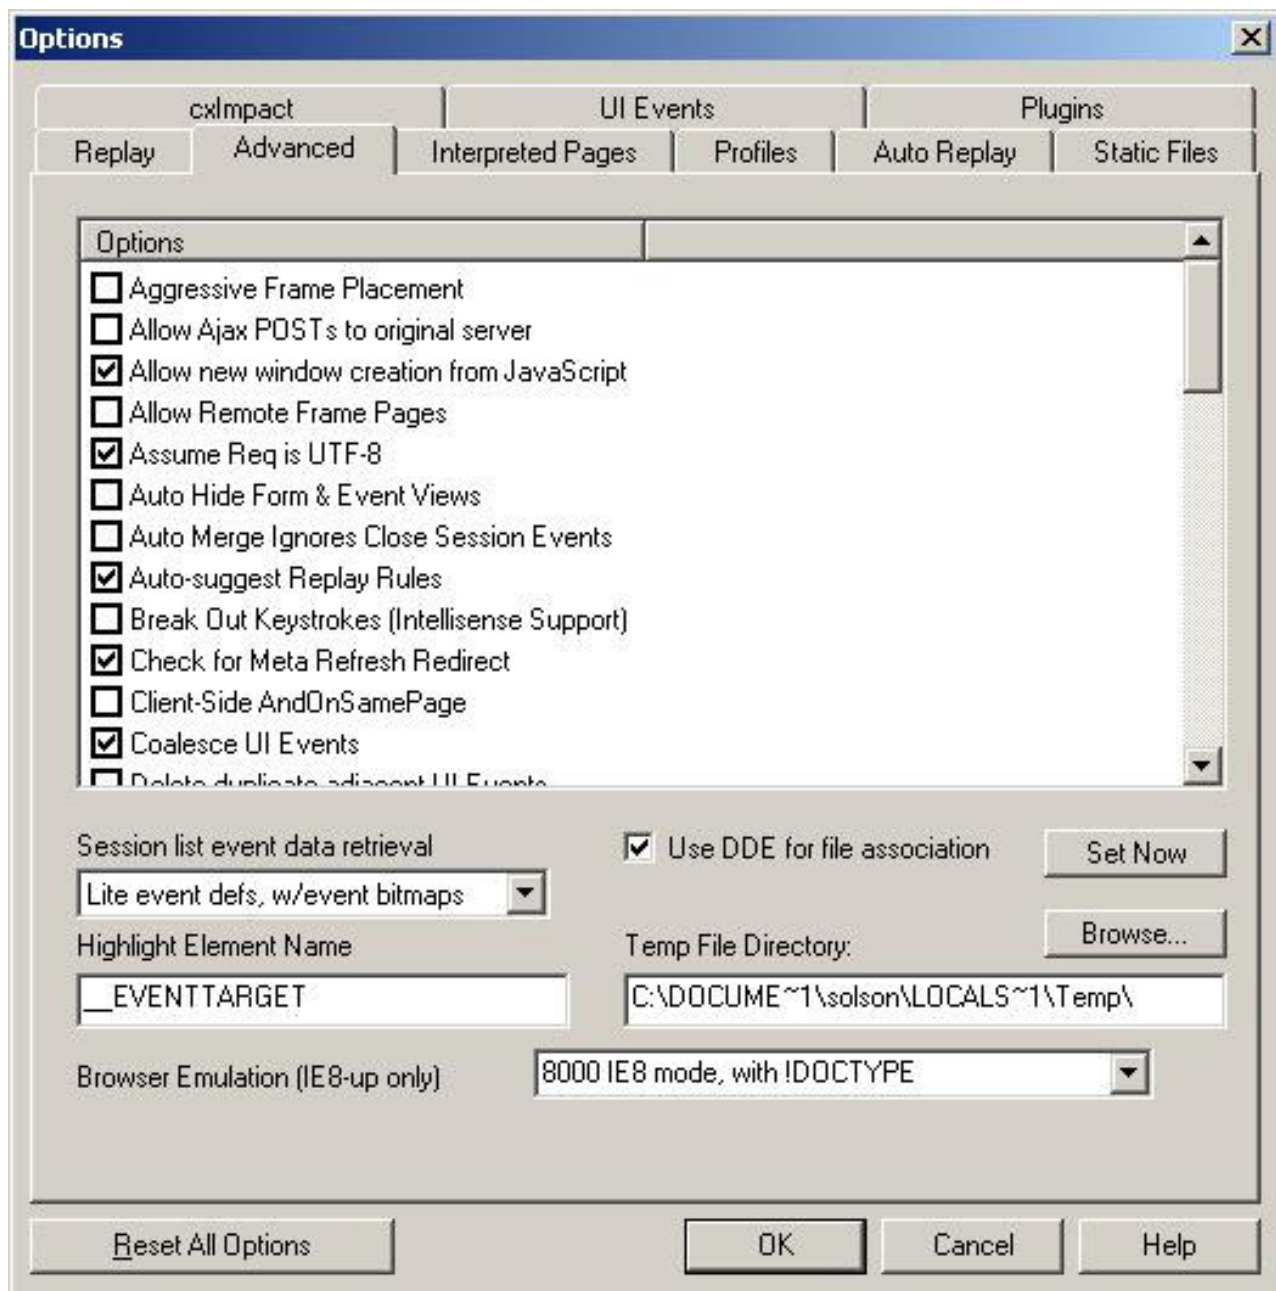 Options
cxImpact UI Events Plugins
Replay Advanced Interpreted Pages Profiles Auto Replay Static Files
Options
Aggressive Frame Placement
Allow Ajax POSTs to original server
Allow new window creation from JavaScript
Allow Remote Frame Pages
Assume Req is UTF-8
Auto Hide Form & Event Views
Auto Merge Ignores Close Session Events
Auto-suggest Replay Rules
Break Out Keystrokes (Intellisense Support)
Check for Meta Refresh Redirect
Client-Side AndOnSamePage
Coalesce UI Events
Delete duplicate adjacent UI Events
Session list event data retrieval
Use DDE for file association Set Now
Lite event defs, w/event bitmaps
Highlight Element Name
Temp File Directory: Browse...
__EVENTTARGET
C:\DOCUME~1\solson\LOCALS~1\Temp\
Browser Emulation (IE8-up only) 8000 IE8 mode, with !DOCTYPE
Reset All Options OK Cancel Help